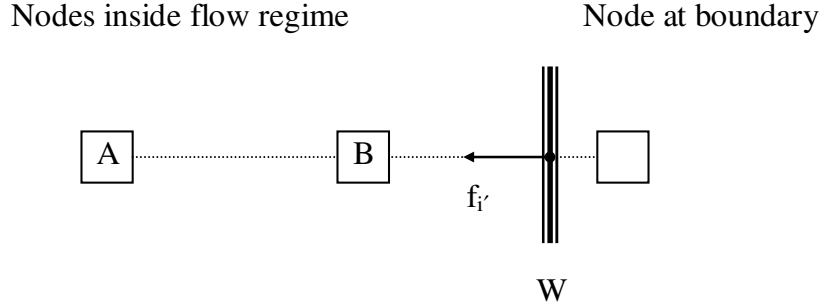 Nodes inside flow regime
Node at boundary
A
B
fᵢ′
W